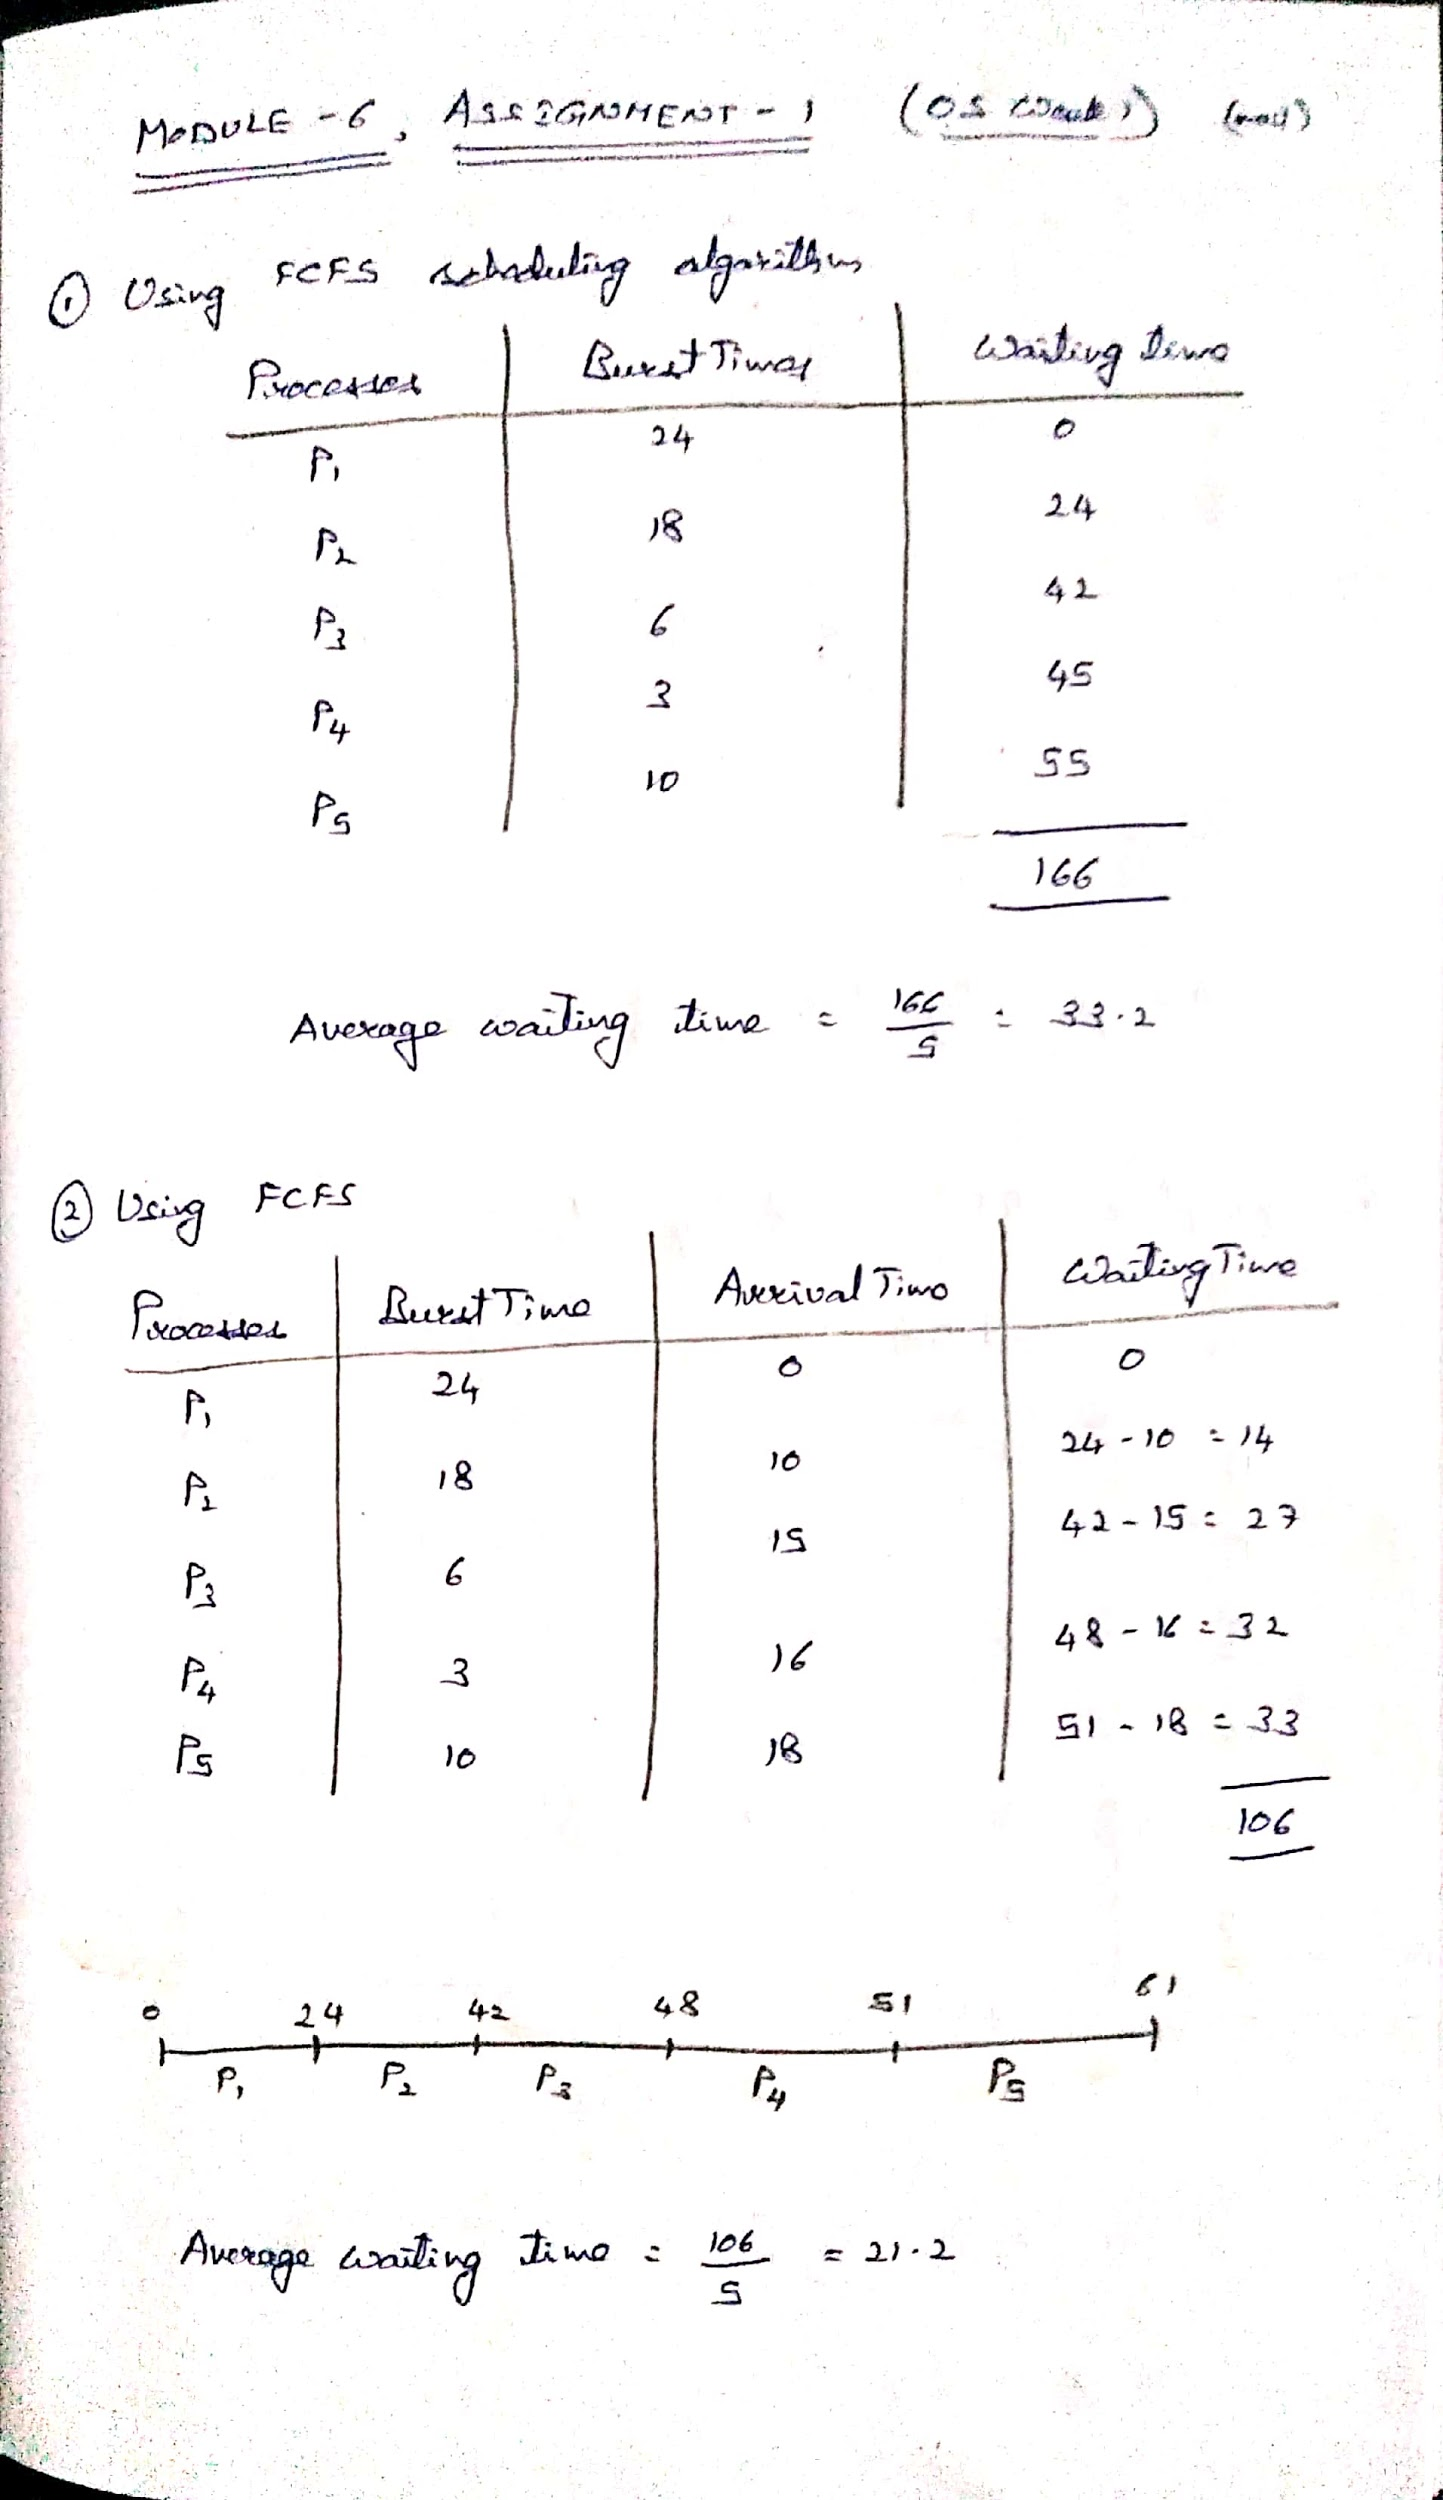 MODULE - 6, ASSIGNMENT - 1 (OS Week 1)
① Using FCFS scheduling algorithm
Processes Burst Times Waiting time
P1 24 0
P2 18 24
P3 6 42
P4 3 45
P5 10 55
166
Average waiting time = 166/5 = 33.2
② Using FCFS
Processes Burst Time Arrival Time Waiting Time
P1 24 0 0
P2 18 10 24 - 10 = 14
P3 6 15 42 - 15 = 27
P4 3 16 48 - 16 = 32
P5 10 18 51 - 18 = 33
106
0 24 42 48 51 61
P1 P2 P3 P4 P5
Average waiting time = 106/5 = 21.2